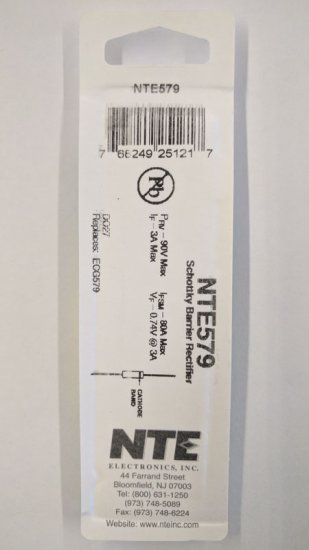 NTE579
7 68249 25121 7
Pb
NTE579
Schottky Barrier Rectifier
PRV - 90V Max IFSM - 80A Max
IF - 3A Max VF - 0.74V @ 3A
DO27
Replaces: ECG579
CATHODE
BAND
NTE
ELECTRONICS, INC.
44 Farrand Street
Bloomfield, NJ 07003
Tel: (800) 631-1250
(973) 748-5089
Fax: (973) 748-6224
Website: www.nteinc.com